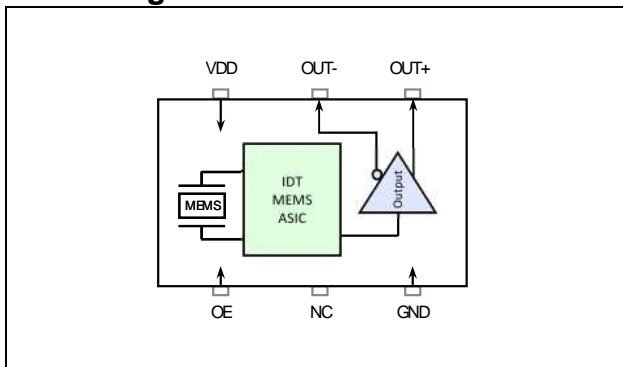 VDD OUT- OUT+
IDT
MEMS
ASIC
MEMS
Output
OE NC GND